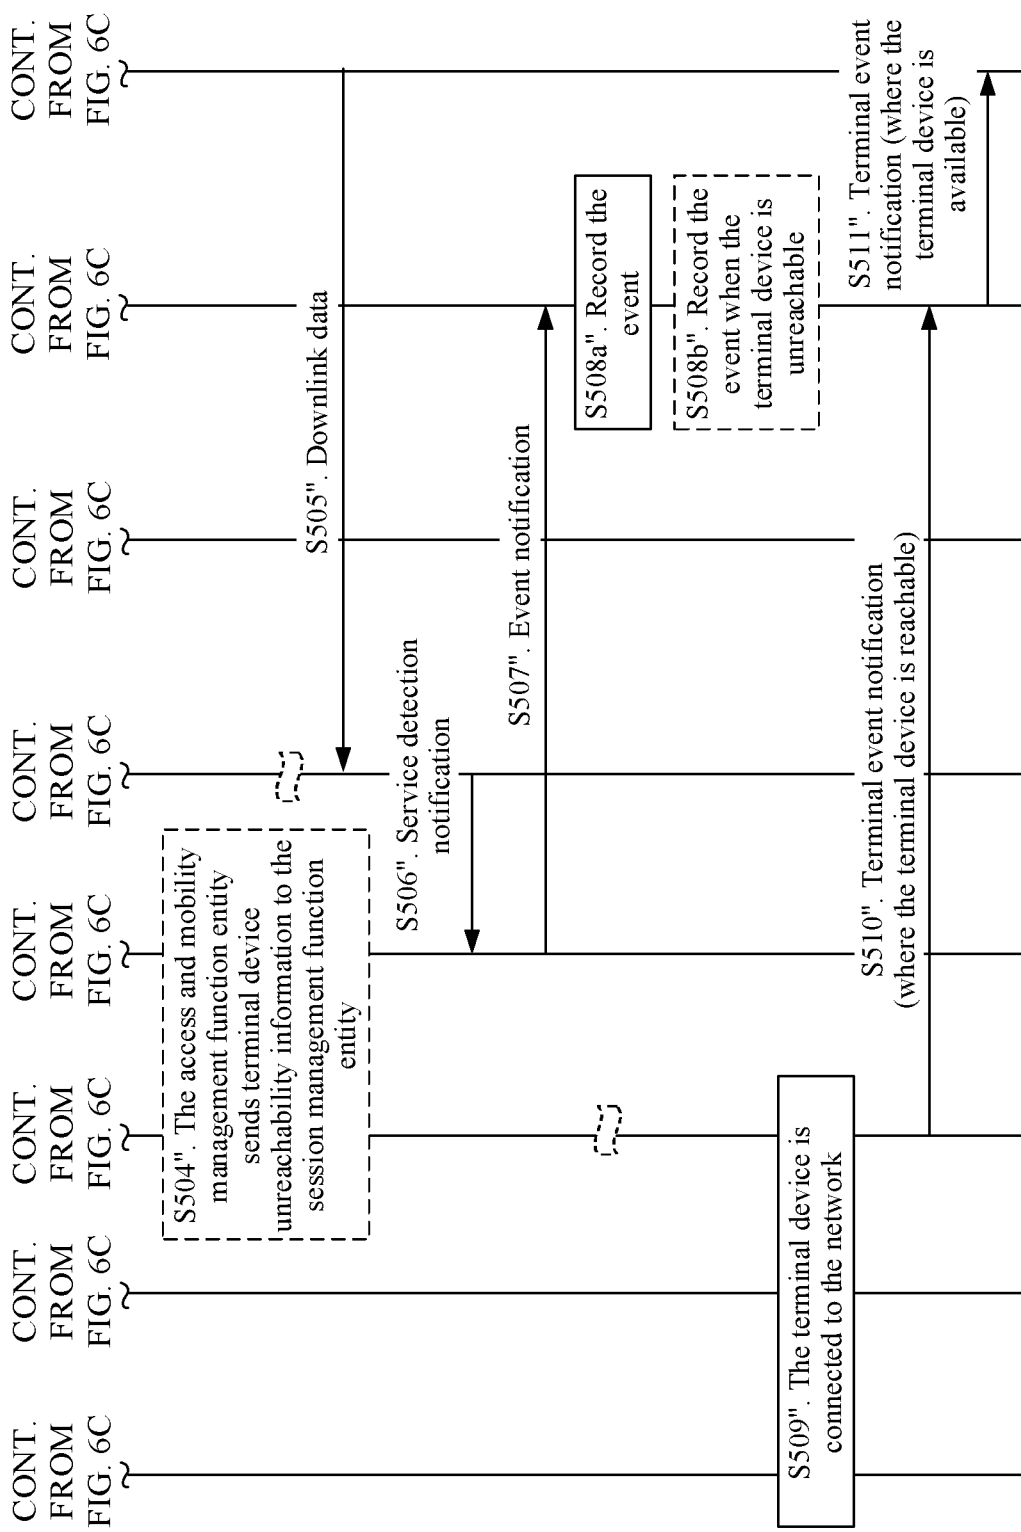 CONT.
FROM
FIG. 6C
CONT.
FROM
FIG. 6C
CONT.
FROM
FIG. 6C
CONT.
FROM
FIG. 6C
CONT.
FROM
FIG. 6C
CONT.
FROM
FIG. 6C
CONT.
FROM
FIG. 6C
CONT.
FROM
FIG. 6C
S504". The access and mobility
management function entity
sends terminal device
unreachability information to the
session management function
entity
S505". Downlink data
S506". Service detection
notification
S507". Event notification
S508a". Record the
event
S508b". Record the
event when the
terminal device is
unreachable
S509". The terminal device is
connected to the network
S510". Terminal event notification
(where the terminal device is reachable)
S511". Terminal event
notification (where the
terminal device is
available)